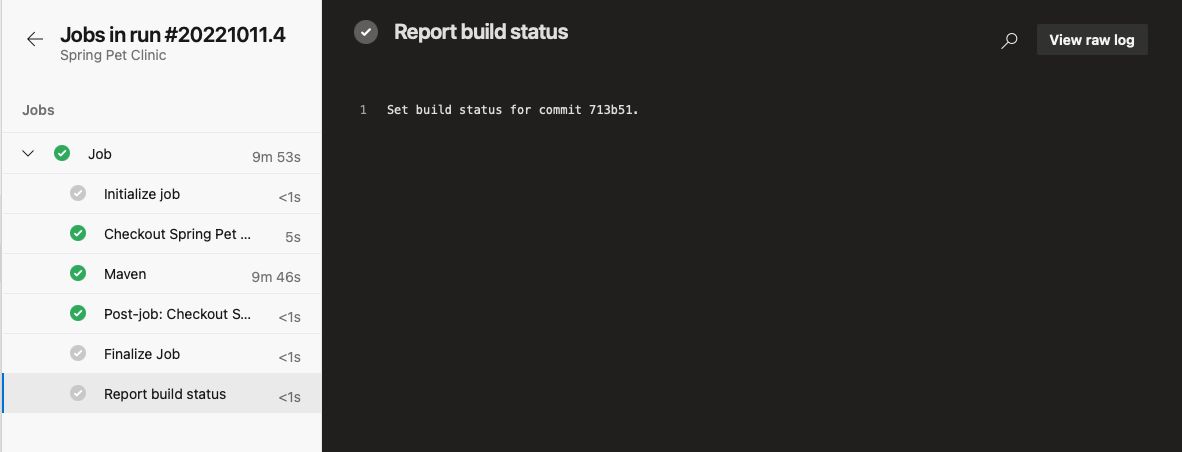 Jobs in run #20221011.4
Spring Pet Clinic
Jobs
Job 9m 53s
Initialize job <1s
Checkout Spring Pet ... 5s
Maven 9m 46s
Post-job: Checkout S... <1s
Finalize Job <1s
Report build status <1s
Report build status
View raw log
1 Set build status for commit 713b51.